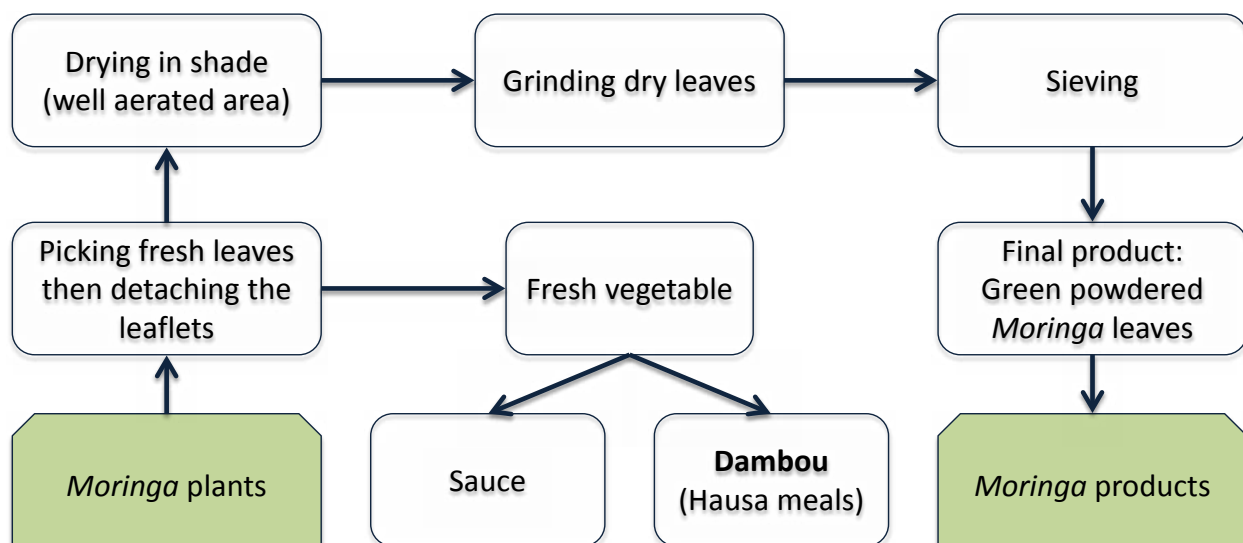 Drying in shade
(well aerated area)
Grinding dry leaves
Sieving
Picking fresh leaves
then detaching the
leaflets
Fresh vegetable
Final product:
Green powdered
Moringa leaves
Moringa plants
Sauce
Dambou
(Hausa meals)
Moringa products